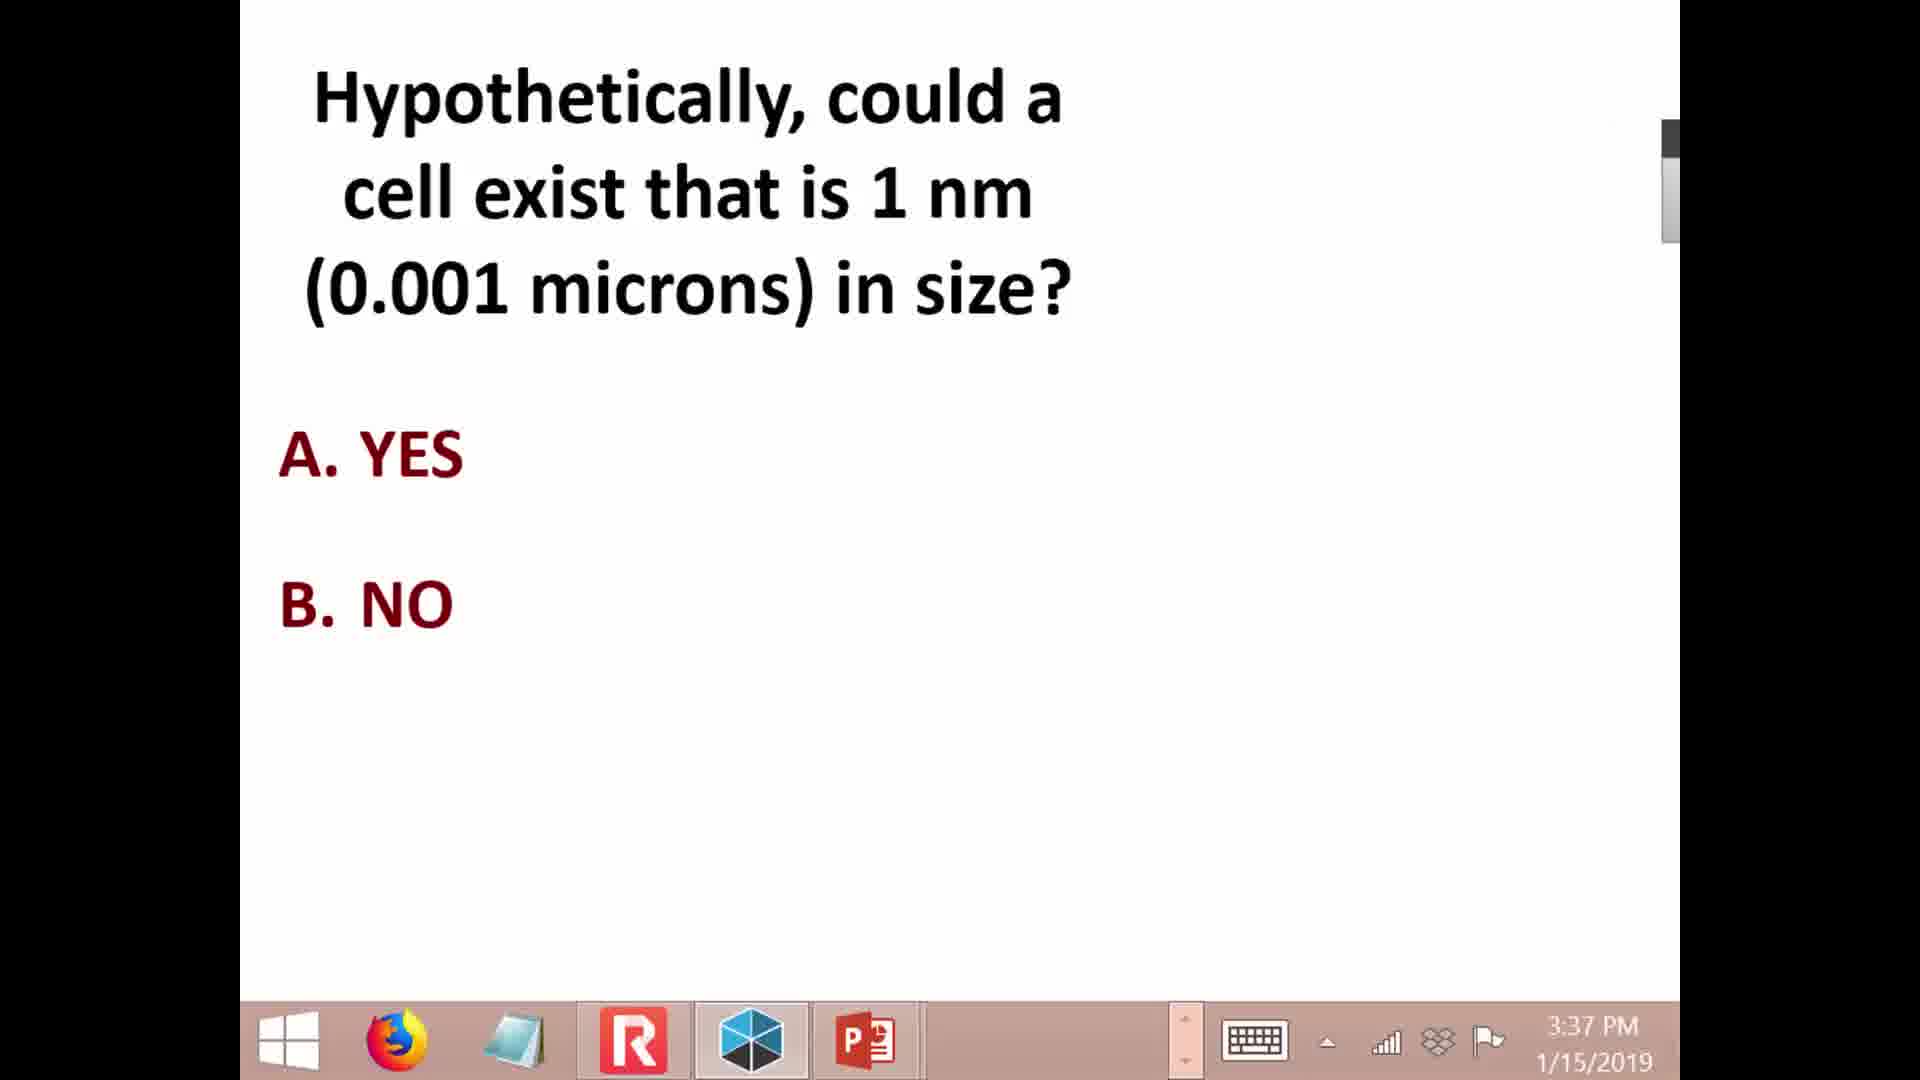 Hypothetically, could a
cell exist that is 1 nm
(0.001 microns) in size?
A. YES
B. NO
R
P
3:37 PM
1/15/2019